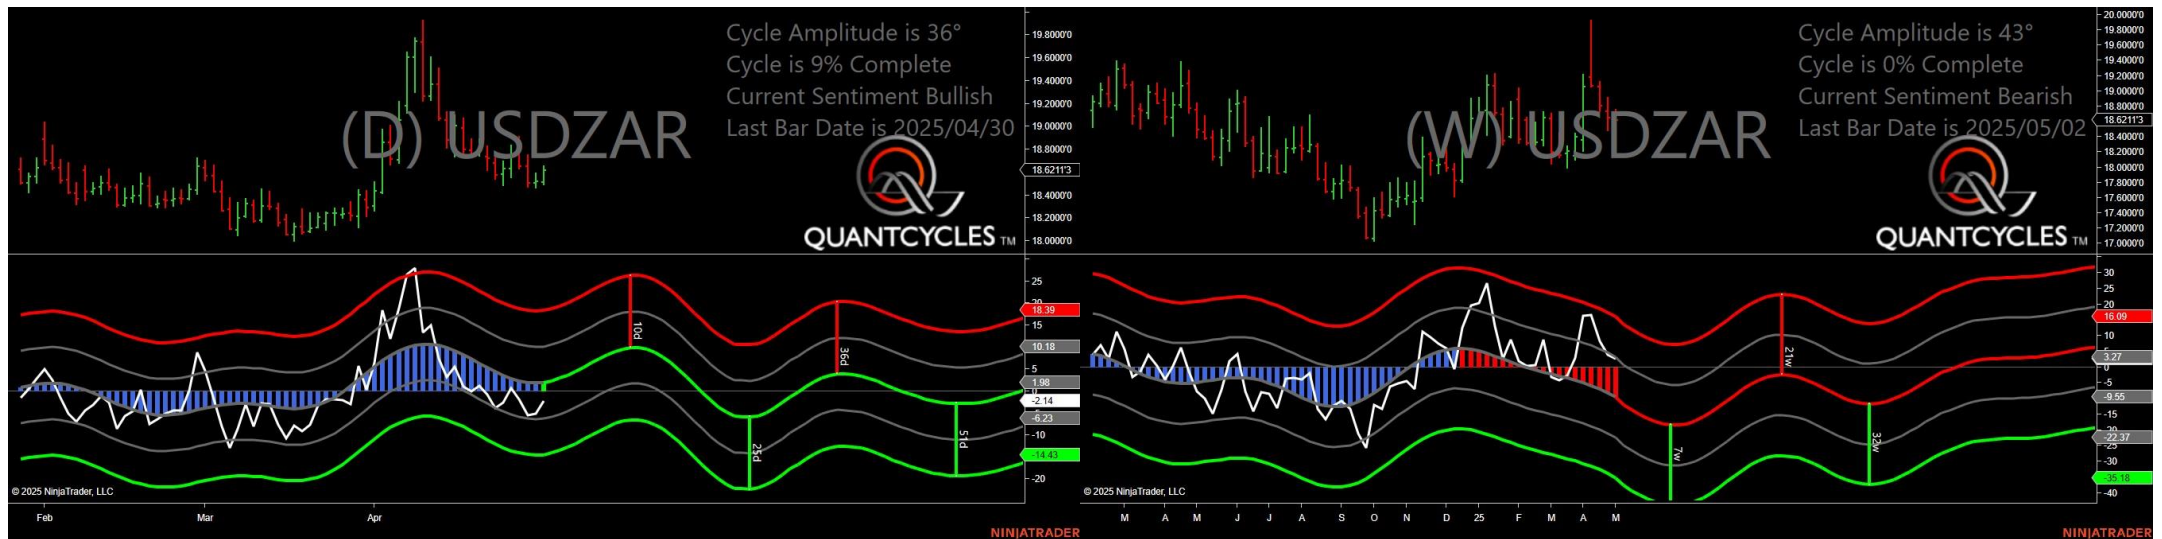 Cycle Amplitude is 36°
Cycle is 9% Complete
Current Sentiment Bullish
Last Bar Date is 2025/04/30
(D) USDZAR
QUANTCYCLES TM
19.8000'0
19.6000'0
19.4000'0
19.2000'0
19.0000'0
18.8000'0
18.6211'3
18.4000'0
18.2000'0
18.0000'0
25
20
18.39
15
10.18
5
1.98
0
-2.14
-6.23
-10
-14.43
-20
10d
25d
36d
51d
© 2025 NinjaTrader, LLC
Feb
Mar
Apr
NINJATRADER
Cycle Amplitude is 43°
Cycle is 0% Complete
Current Sentiment Bearish
Last Bar Date is 2025/05/02
(W) USDZAR
QUANTCYCLES TM
20.0000'0
19.8000'0
19.6000'0
19.4000'0
19.2000'0
19.0000'0
18.8000'0
18.6211'3
18.4000'0
18.2000'0
18.0000'0
17.8000'0
17.6000'0
17.4000'0
17.2000'0
17.0000'0
30
25
20
16.09
10
5
3.27
0
-5
-9.55
-15
-20
-22.37
-25
-30
-35.18
-40
7w
21w
32w
© 2025 NinjaTrader, LLC
M
A
M
J
J
A
S
O
N
D
25
F
M
A
M
NINJATRADER